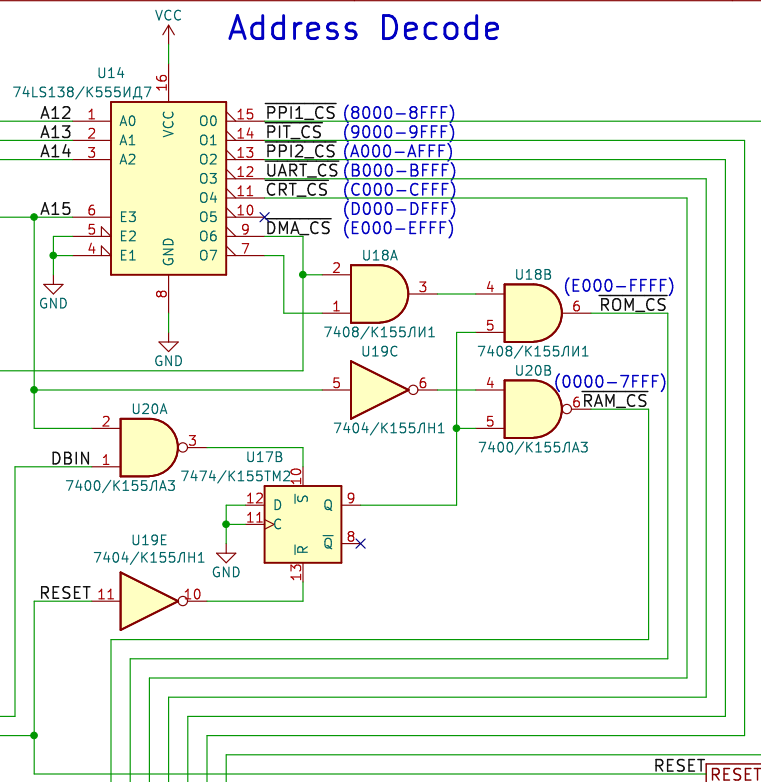 VCC
Address Decode
U14
74LS138/К555ИД7
16
A12 1 A0 VCC O0 15 PPI1_CS (8000-8FFF)
A13 2 A1 O1 14 PIT_CS (9000-9FFF)
A14 3 A2 O2 13 PPI2_CS (A000-AFFF)
O3 12 UART_CS (B000-BFFF)
O4 11 CRT_CS (C000-CFFF)
A15 6 E3 O5 10 (D000-DFFF)
5 E2 O6 9 DMA_CS (E000-EFFF)
4 E1 GND O7 7
U18A
2
1
3
7408/К155ЛИ1
U18B
4
5
6
(E000-FFFF)
ROM_CS
7408/К155ЛИ1
GND
8
GND
U19C
5 6
7404/К155ЛН1
U20B
4
5
6
(0000-7FFF)
RAM_CS
7400/К155ЛА3
U20A
2
3
DBIN 1
7400/К155ЛА3
U17B
7474/К155ТМ2
10
12 D S Q 9
11 C
R Q 8
13
GND
U19E
7404/К155ЛН1
RESET 11 10
RESET
RESET